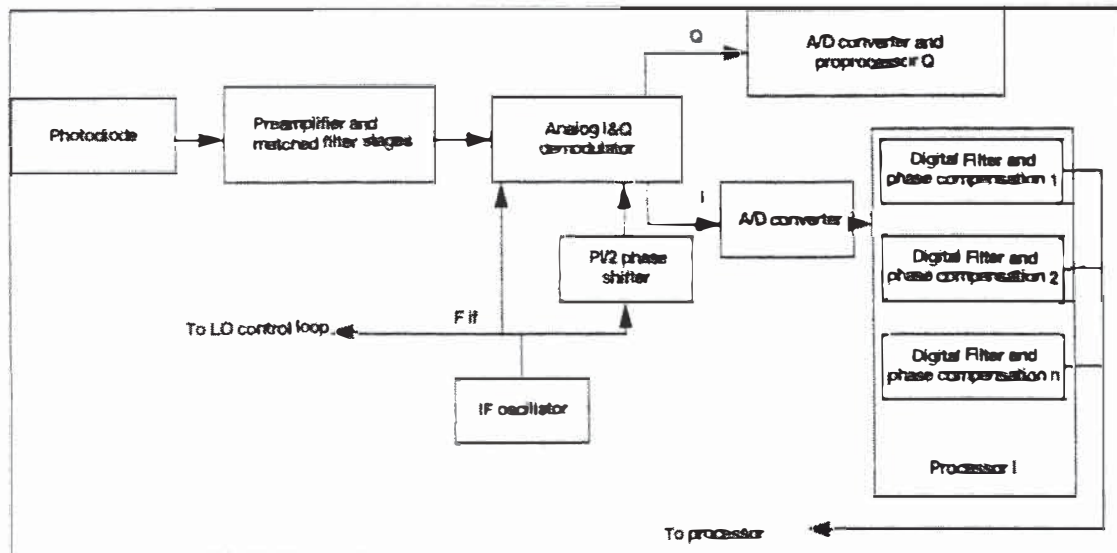 Q
A/D converter and
proprocessor Q
Photodiode
Preamplifier and
matched filter stages
Analog I&Q
demodulator
I
A/D converter
PI/2 phase
shifter
Digital Filter and
phase compensation 1
Digital Filter and
phase compensation 2
Digital Filter and
phase compensation n
Processor I
To LO control loop
F if
IF oscillator
To processor